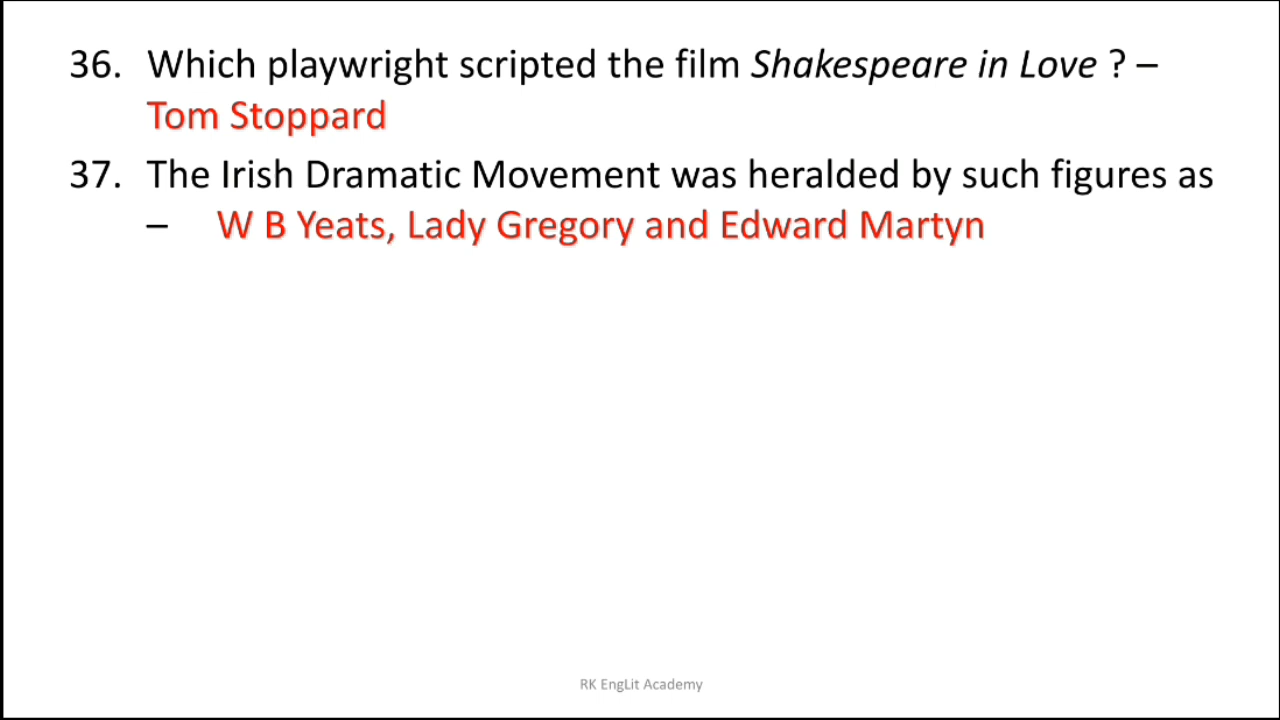 36. Which playwright scripted the film Shakespeare in Love ? –
Tom Stoppard
37. The Irish Dramatic Movement was heralded by such figures as
– W B Yeats, Lady Gregory and Edward Martyn
RK EngLit Academy